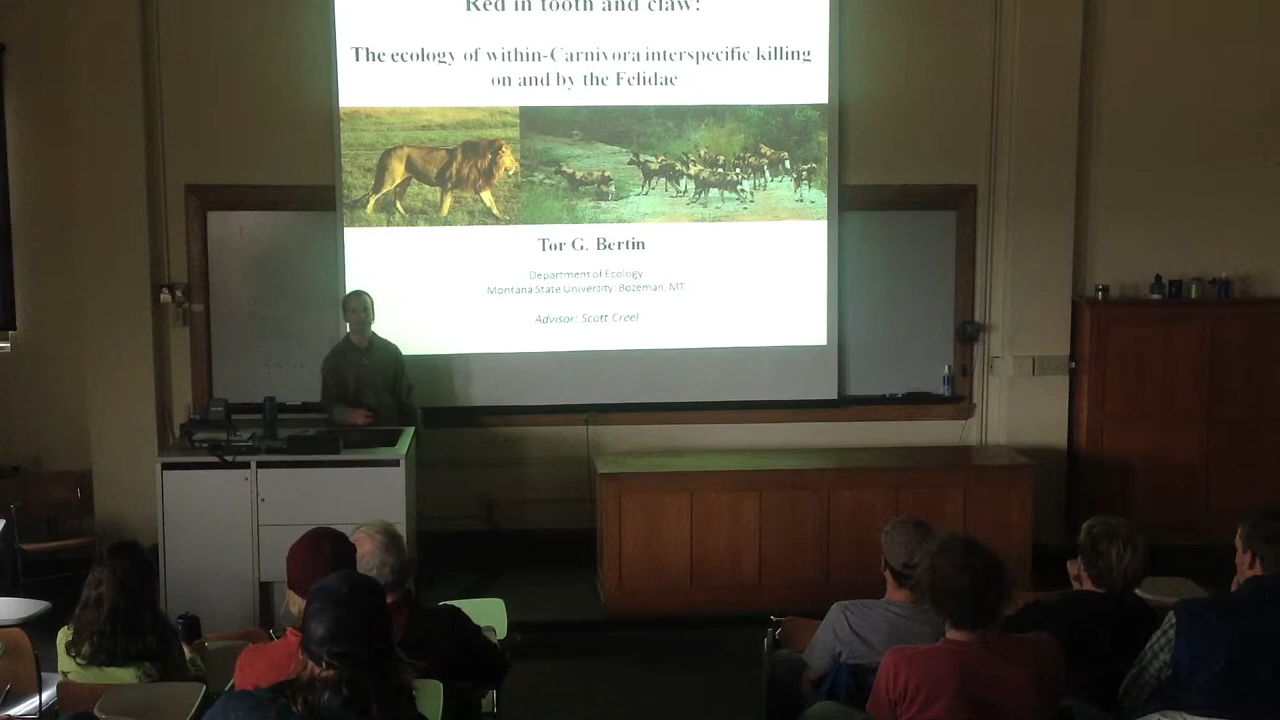 Red in tooth and claw:
The ecology of within-Carnivora interspecific killing
on and by the Felidae
Tor G. Bertin
Department of Ecology
Montana State University: Bozeman, MT
Advisor: Scott Creel